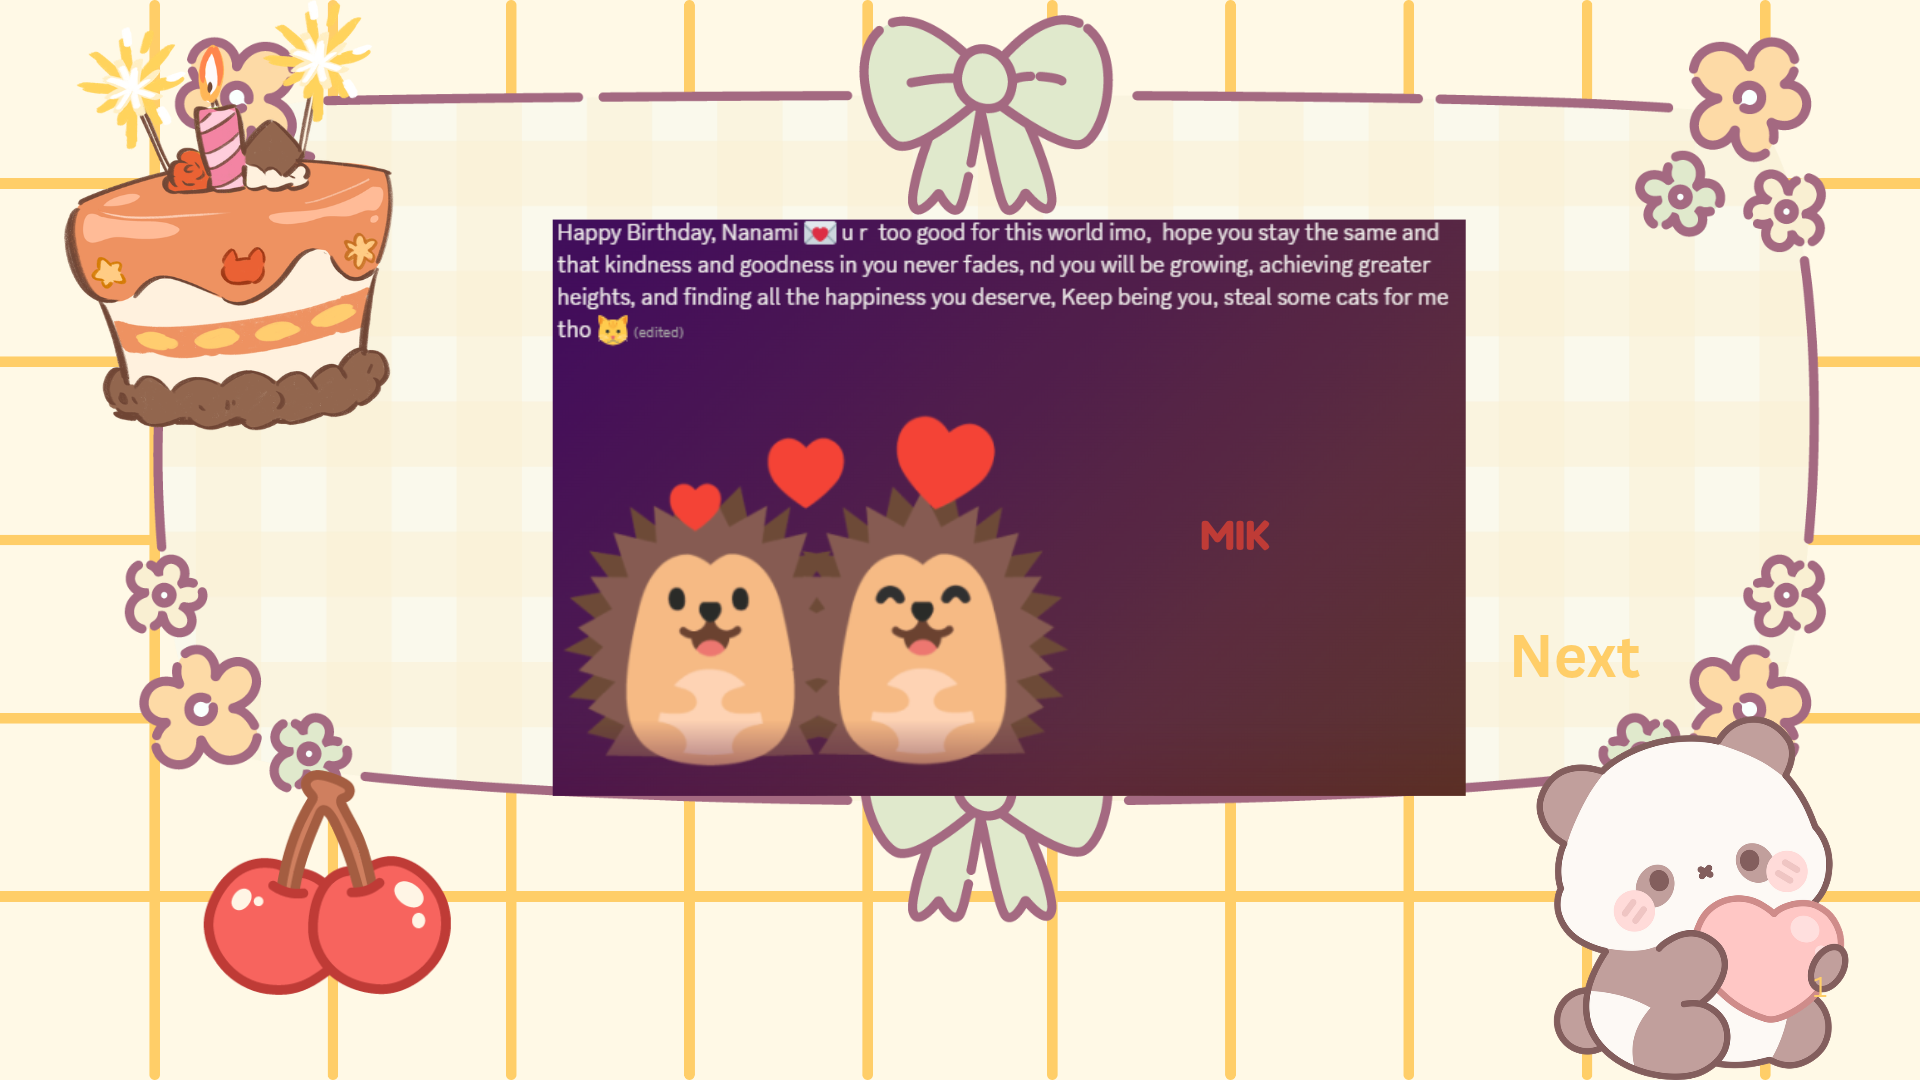 Happy Birthday, Nanami 💌 u r  too good for this world imo,  hope you stay the same and
that kindness and goodness in you never fades, nd you will be growing, achieving greater
heights, and finding all the happiness you deserve, Keep being you, steal some cats for me
tho 🐱 (edited)
MIK
Next
1